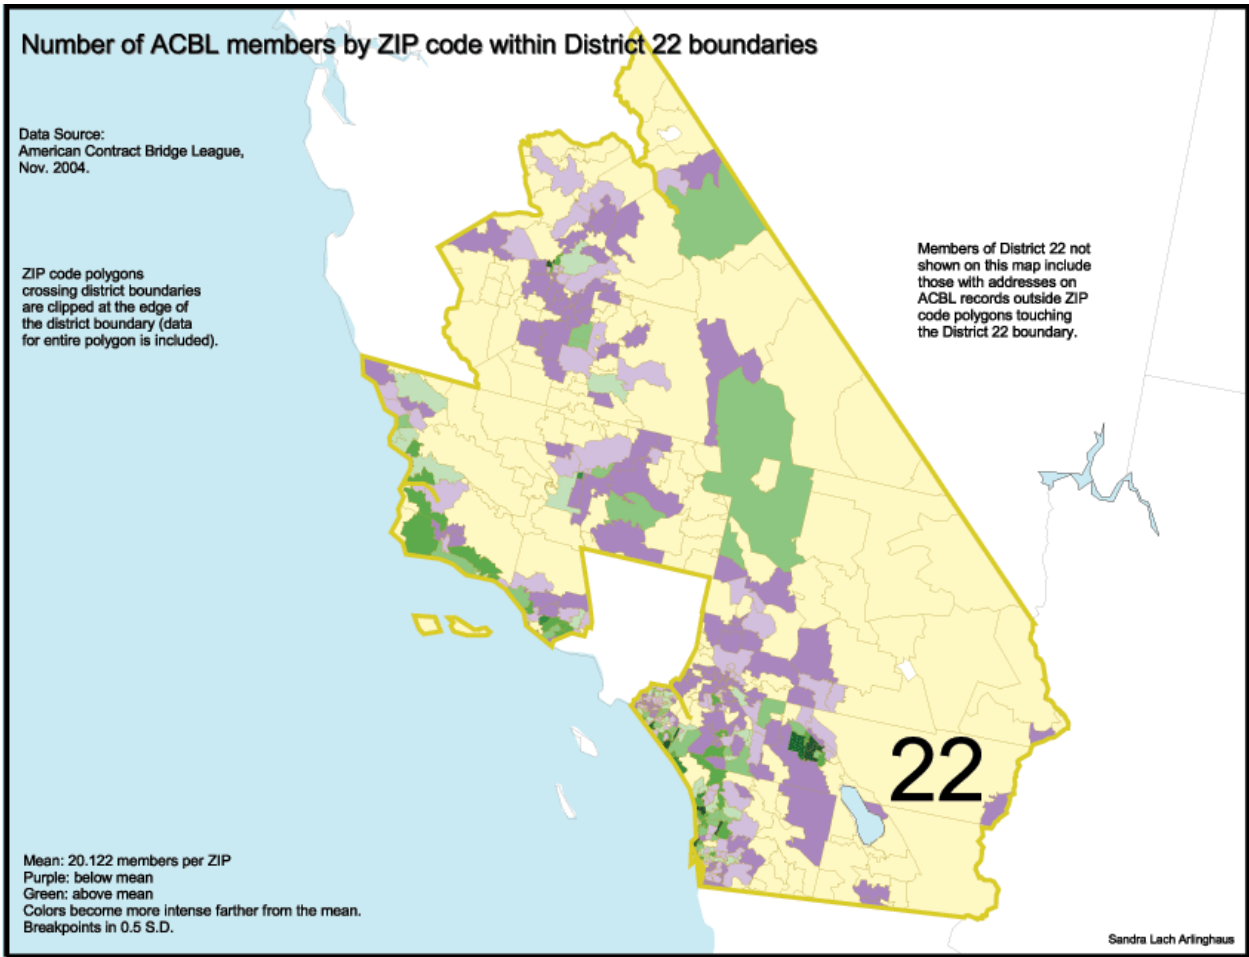 Number of ACBL members by ZIP code within District 22 boundaries
Data Source:
American Contract Bridge League,
Nov. 2004.
ZIP code polygons
crossing district boundaries
are clipped at the edge of
the district boundary (data
for entire polygon is included).
Members of District 22 not
shown on this map include
those with addresses on
ACBL records outside ZIP
code polygons touching
the District 22 boundary.
22
Mean: 20.122 members per ZIP
Purple: below mean
Green: above mean
Colors become more intense farther from the mean.
Breakpoints in 0.5 S.D.
Sandra Lach Arlinghaus